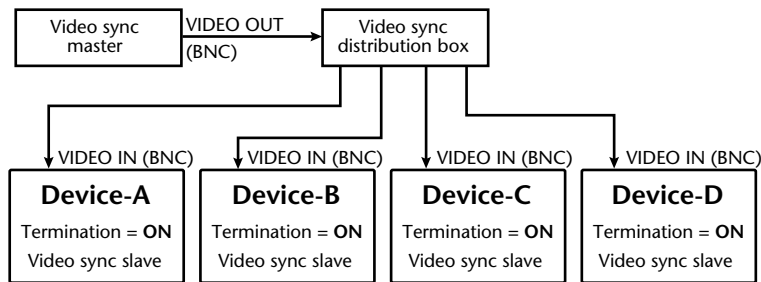 Video sync
master
VIDEO OUT
(BNC)
Video sync
distribution box
VIDEO IN (BNC)
VIDEO IN (BNC)
VIDEO IN (BNC)
VIDEO IN (BNC)
Device-A
Termination = ON
Video sync slave
Device-B
Termination = ON
Video sync slave
Device-C
Termination = ON
Video sync slave
Device-D
Termination = ON
Video sync slave